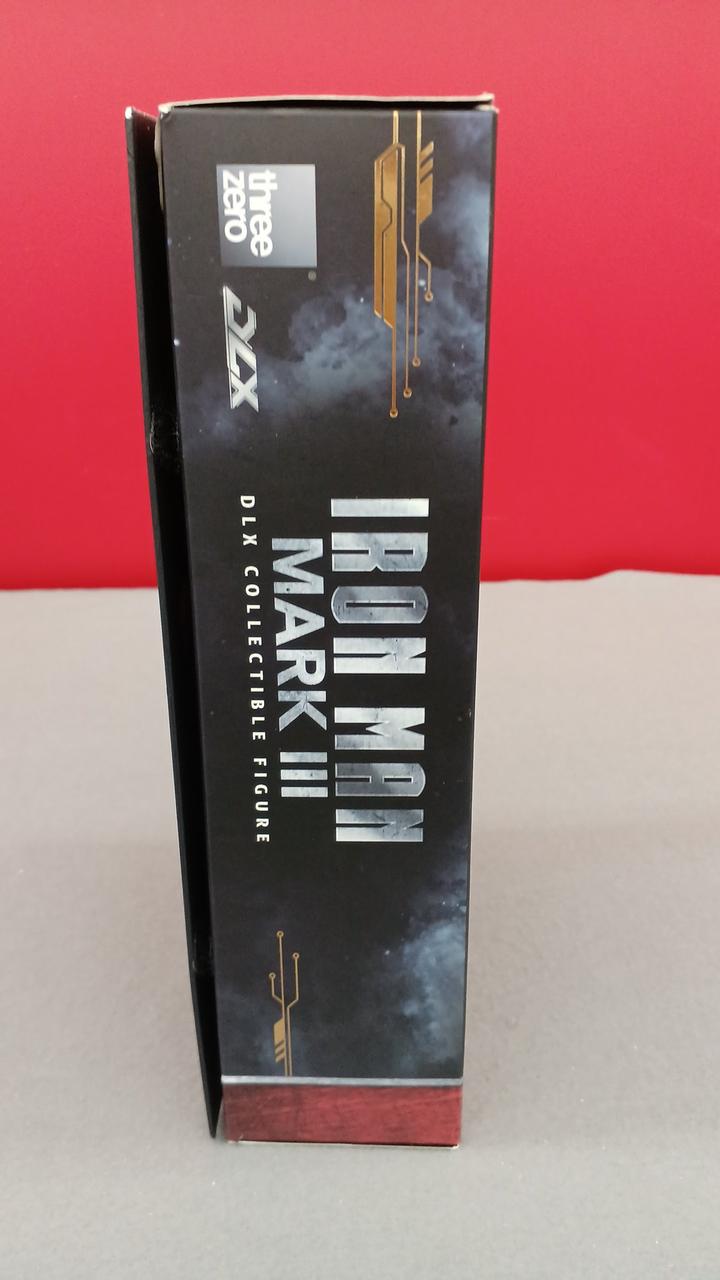 three
zero
DLX
IRON MAN
MARK III
DLX COLLECTIBLE FIGURE